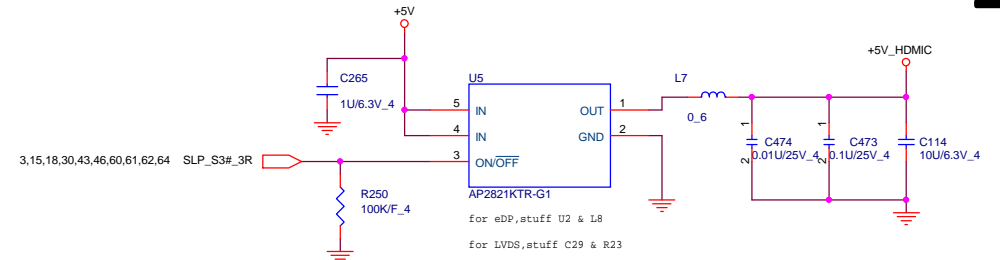 +5V
+5V_HDMIC
C265
1U/6.3V_4
U5
L7
5 IN
OUT 1
4 IN
GND 2
0_6
1
1
C474
0.01U/25V_4
2
C473
0.1U/25V_4
2
C114
10U/6.3V_4
3,15,18,30,43,46,60,61,62,64 SLP_S3#_3R
3 ON/OFF
R250
100K/F_4
AP2821KTR-G1
for eDP,stuff U2 & L8
for LVDS,stuff C29 & R23